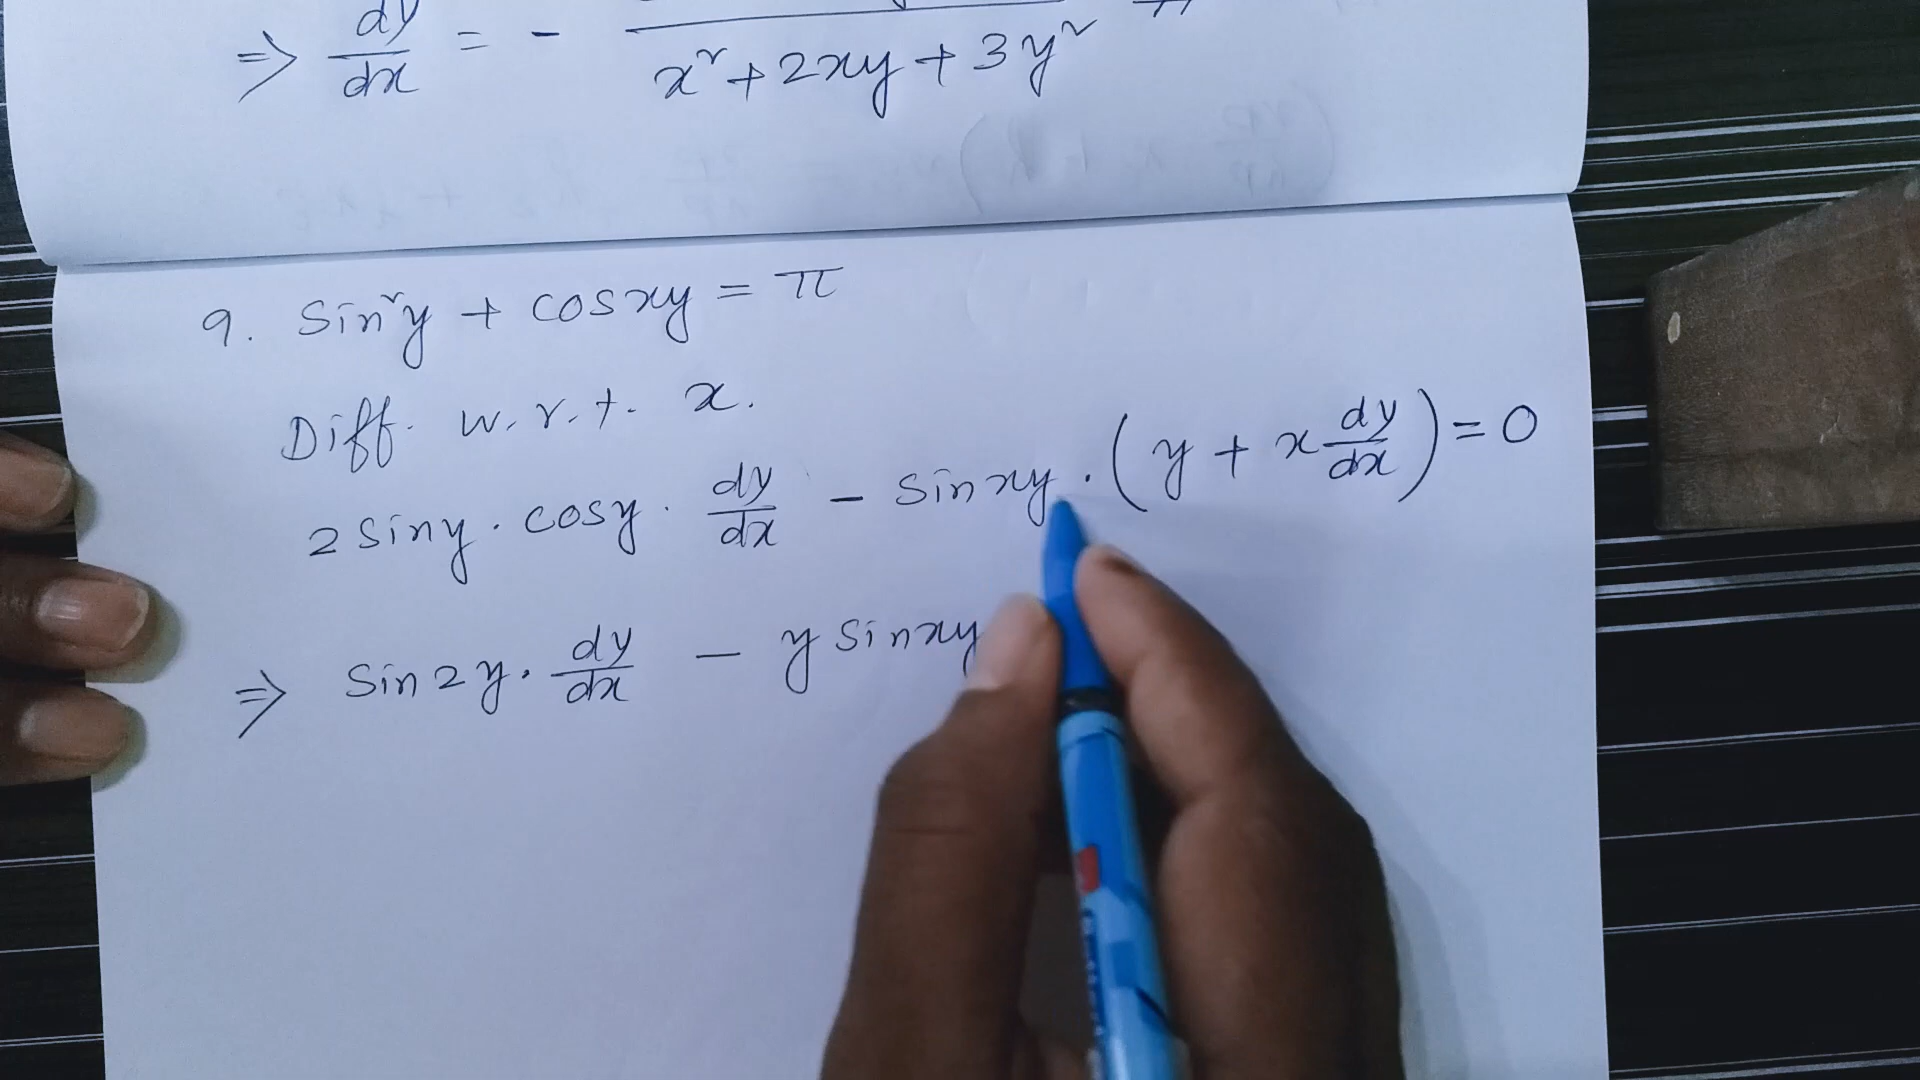 ⇒ dy/dx = - / x² + 2xy + 3y²
9. Sin²y + cosxy = π
Diff. w.r.t. x.
2 siny . cosy . dy/dx - sinxy . (y + x dy/dx) = 0
⇒ Sin2y . dy/dx - y sinxy